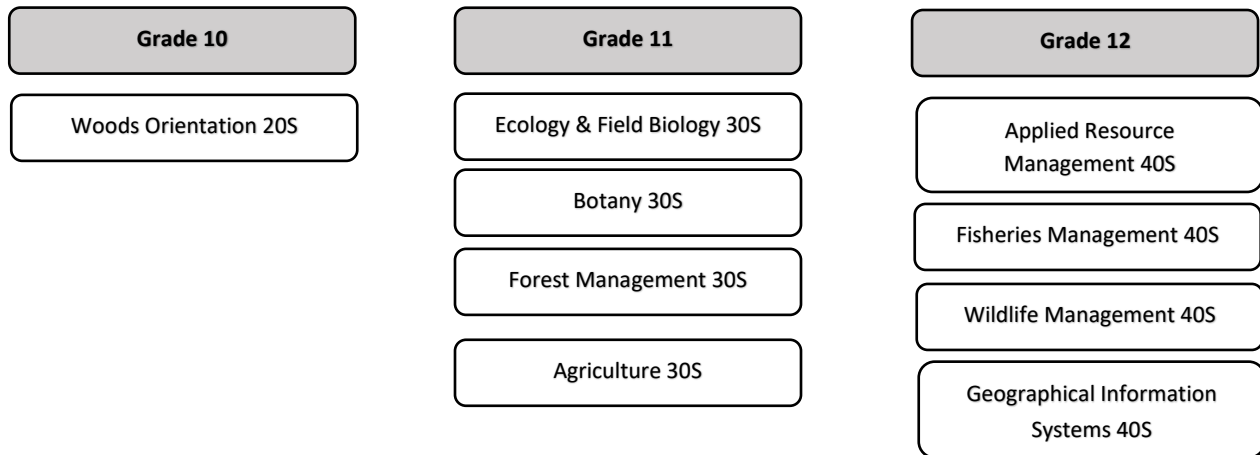 Grade 10
Woods Orientation 20S
Grade 11
Ecology & Field Biology 30S
Botany 30S
Forest Management 30S
Agriculture 30S
Grade 12
Applied Resource
Management 40S
Fisheries Management 40S
Wildlife Management 40S
Geographical Information
Systems 40S